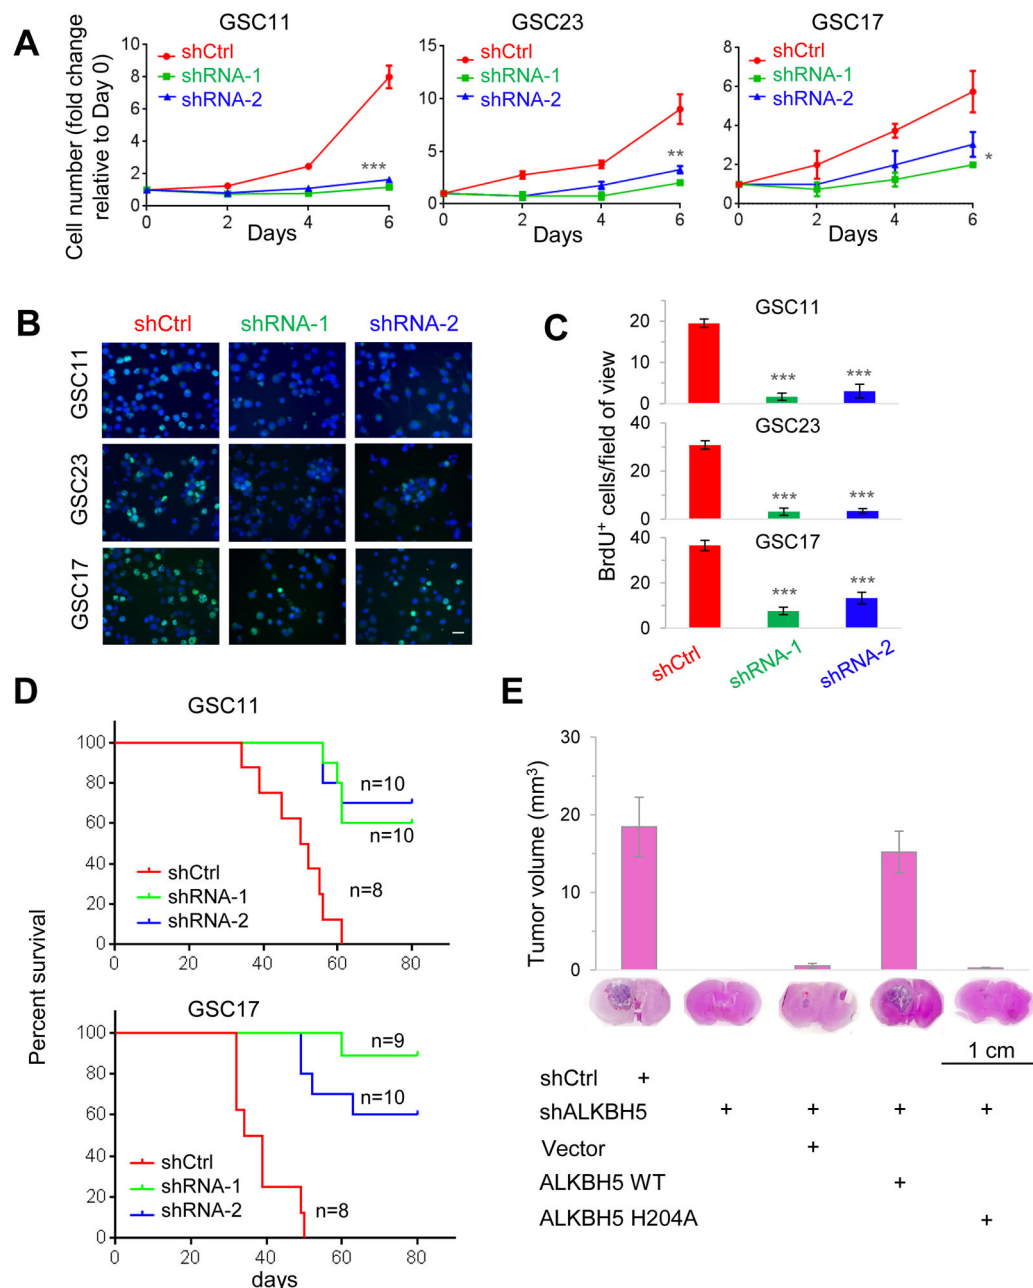 A
GSC11
GSC23
GSC17
Cell number (fold change
relative to Day 0)
10
8
6
4
2
0
shCtrl
shRNA-1
shRNA-2
***
0 2 4 6
Days
15
10
5
0
shCtrl
shRNA-1
shRNA-2
**
0 2 4 6
Days
8
6
4
2
0
shCtrl
shRNA-1
shRNA-2
*
0 2 4 6
Days
B
shCtrl shRNA-1 shRNA-2
GSC11
GSC23
GSC17
C
BrdU⁺ cells/field of view
GSC11
20
10
0
*** ***
GSC23
40
20
0
*** ***
GSC17
40
20
0
*** ***
shCtrl shRNA-1 shRNA-2
D
Percent survival
GSC11
100
80
60
40
20
0
n=10
n=10
n=8
shCtrl
shRNA-1
shRNA-2
0 20 40 60 80
GSC17
100
80
60
40
20
0
n=9
n=10
n=8
shCtrl
shRNA-1
shRNA-2
0 20 40 60 80
days
E
Tumor volume (mm³)
30
20
10
0
1 cm
shCtrl +
shALKBH5 + + + +
Vector +
ALKBH5 WT +
ALKBH5 H204A +